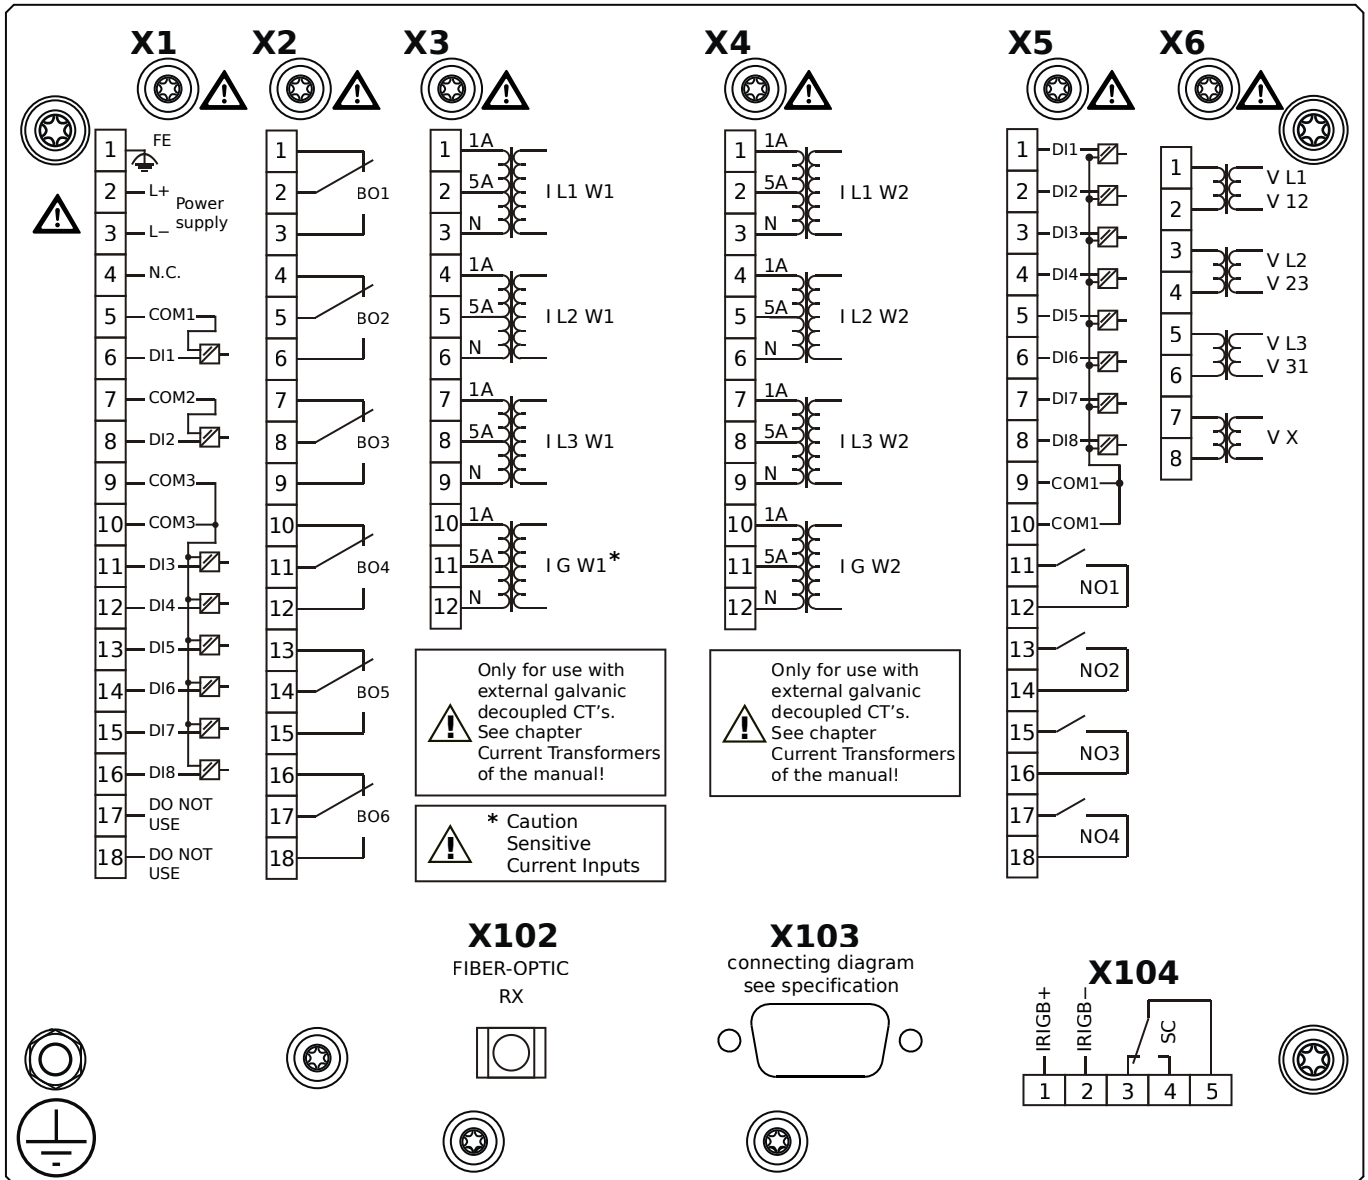 X1
X2
X3
X4
X5
X6
1 FE
2 L+
Power
supply
3 L−
4 N.C.
5 COM1
6 DI1
7 COM2
8 DI2
9 COM3
10 COM3
11 DI3
12 DI4
13 DI5
14 DI6
15 DI7
16 DI8
17 DO NOT
USE
18 DO NOT
USE
1
2 BO1
3
4
5 BO2
6
7
8 BO3
9
10
11 BO4
12
13
14 BO5
15
16
17 BO6
18
1 1A
2 5A I L1 W1
3 N
4 1A
5 5A I L2 W1
6 N
7 1A
8 5A I L3 W1
9 N
10 1A
11 5A I G W1*
12 N
Only for use with
external galvanic
decoupled CT's.
See chapter
Current Transformers
of the manual!
* Caution
Sensitive
Current Inputs
1 1A
2 5A I L1 W2
3 N
4 1A
5 5A I L2 W2
6 N
7 1A
8 5A I L3 W2
9 N
10 1A
11 5A I G W2
12 N
Only for use with
external galvanic
decoupled CT's.
See chapter
Current Transformers
of the manual!
1 DI1
2 DI2
3 DI3
4 DI4
5 DI5
6 DI6
7 DI7
8 DI8
9 COM1
10 COM1
11
NO1
12
13
NO2
14
15
NO3
16
17
NO4
18
1
V L1
V 12
2
3
V L2
V 23
4
5
V L3
V 31
6
7
V X
8
X102
FIBER-OPTIC
RX
X103
connecting diagram
see specification
X104
IRIGB+
IRIGB−
SC
1 2 3 4 5